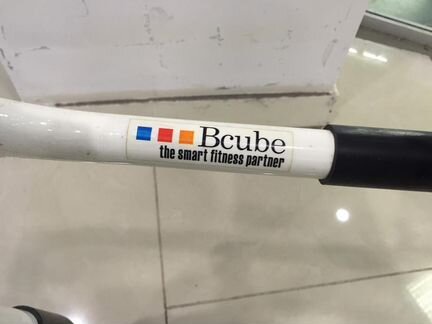 Bcube
the smart fitness partner